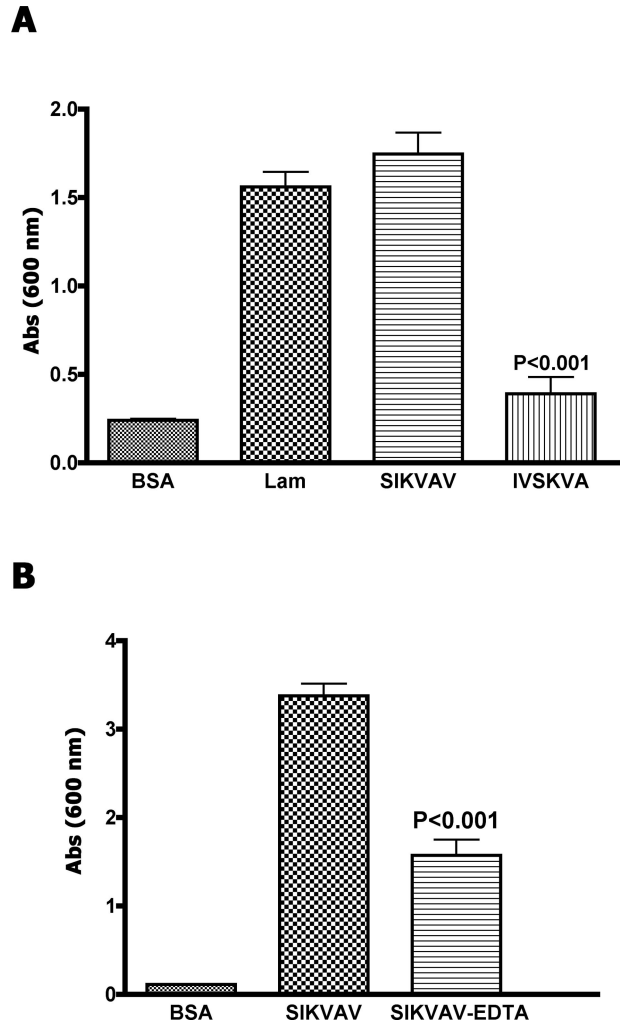 A
2.0
1.5
1.0
0.5
0.0
Abs (600 nm)
P<0.001
BSA Lam SIKVAV IVSKVA
B
4
3
2
1
0
Abs (600 nm)
P<0.001
BSA SIKVAV SIKVAV-EDTA